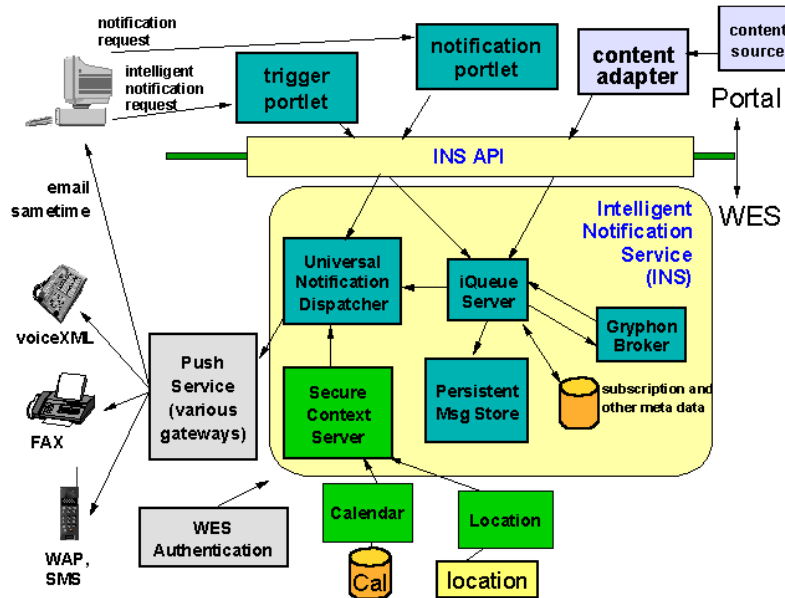 notification
request
intelligent
notification
request
trigger
portlet
notification
portlet
content
adapter
content
source
Portal
WES
INS API
email
sametime
Intelligent
Notification
Service
(INS)
Universal
Notification
Dispatcher
iQueue
Server
Gryphon
Broker
voiceXML
Push
Service
(various
gateways)
Secure
Context
Server
Persistent
Msg Store
subscription and
other meta data
FAX
WAP,
SMS
WES
Authentication
Calendar
Cal
Location
location